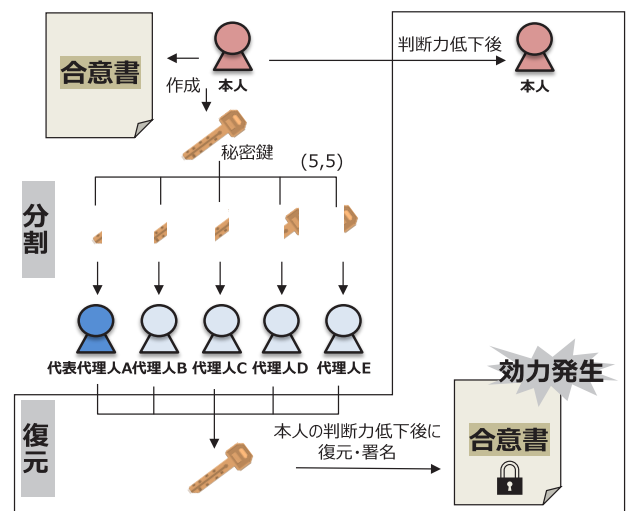 合意書
作成
本人
判断力低下後
本人
秘密鍵
(5,5)
分割
代表代理人A
代理人B
代理人C
代理人D
代理人E
復元
本人の判断力低下後に
復元・署名
効力発生
合意書